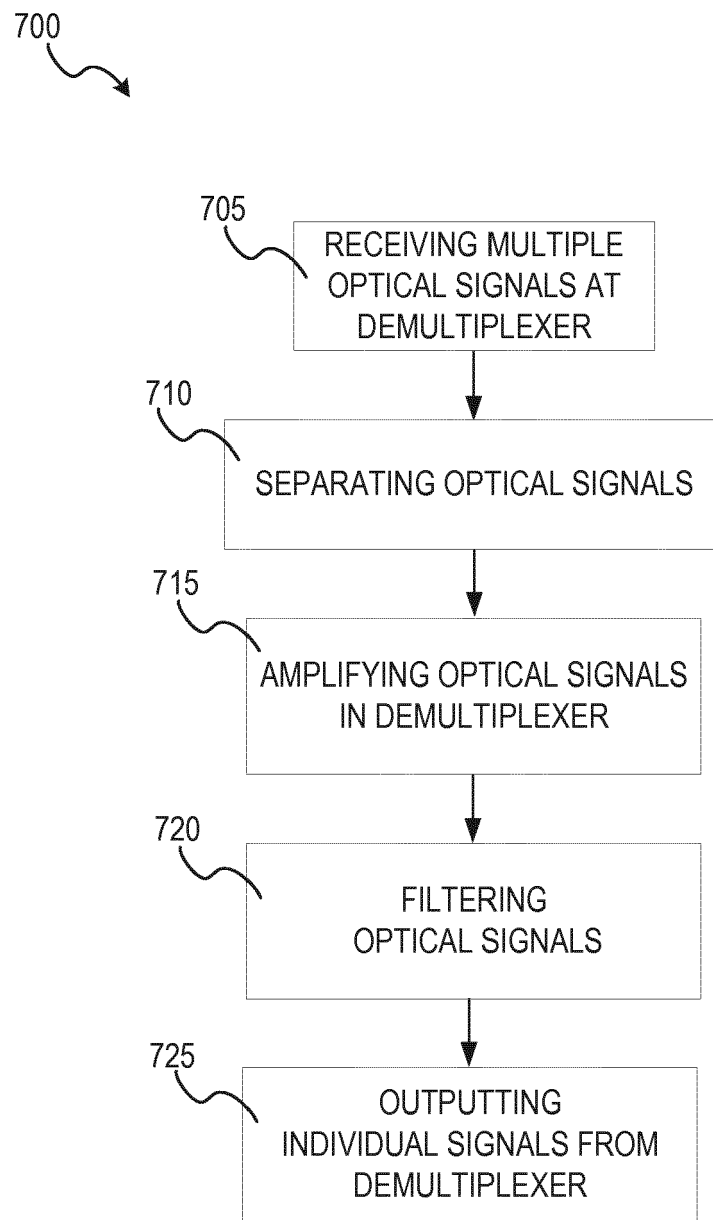 700
705
RECEIVING MULTIPLE
OPTICAL SIGNALS AT
DEMULTIPLEXER
710
SEPARATING OPTICAL SIGNALS
715
AMPLIFYING OPTICAL SIGNALS
IN DEMULTIPLEXER
720
FILTERING
OPTICAL SIGNALS
725
OUTPUTTING
INDIVIDUAL SIGNALS FROM
DEMULTIPLEXER